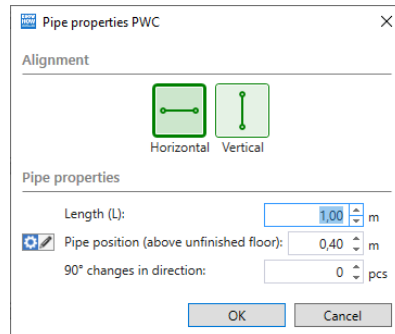 Pipe properties PWC
Alignment
Horizontal Vertical
Pipe properties
Length (L): 1,00 m
Pipe position (above unfinished floor): 0,40 m
90° changes in direction: 0 pcs
OK Cancel